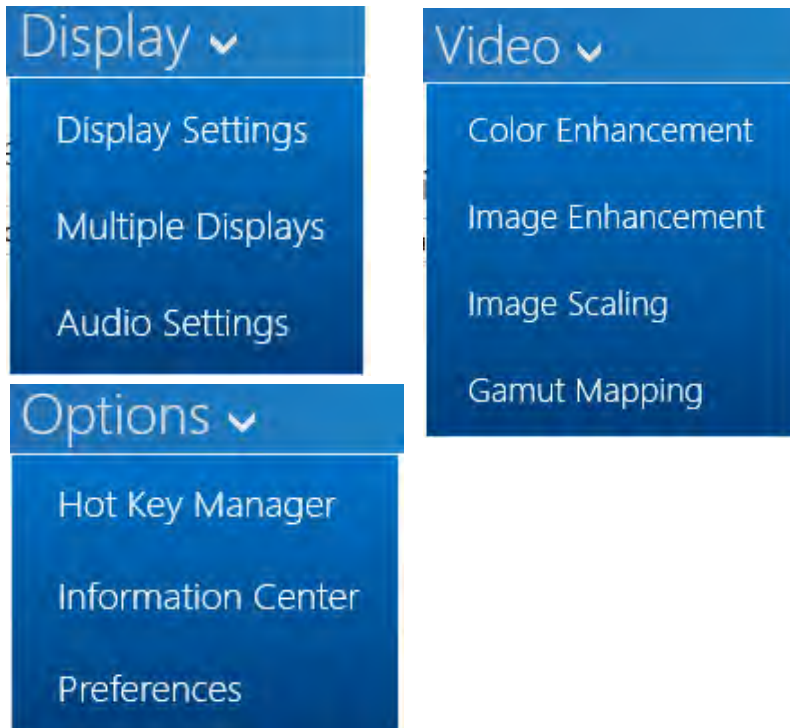 Display
Display Settings
Multiple Displays
Audio Settings
Video
Color Enhancement
Image Enhancement
Image Scaling
Gamut Mapping
Options
Hot Key Manager
Information Center
Preferences